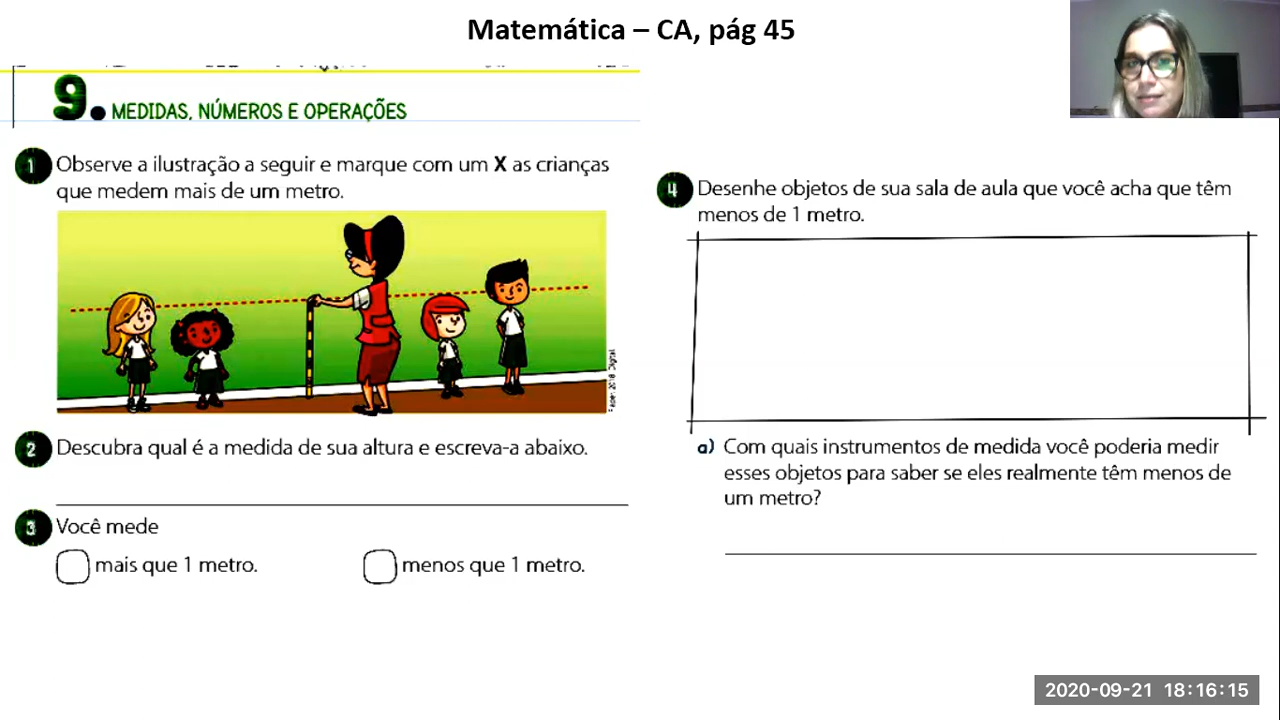 Matemática – CA, pág 45
9. MEDIDAS, NÚMEROS E OPERAÇÕES
1 Observe a ilustração a seguir e marque com um X as crianças
que medem mais de um metro.
2 Descubra qual é a medida de sua altura e escreva-a abaixo.
3 Você mede
mais que 1 metro. menos que 1 metro.
4 Desenhe objetos de sua sala de aula que você acha que têm
menos de 1 metro.
a) Com quais instrumentos de medida você poderia medir
esses objetos para saber se eles realmente têm menos de
um metro?
2020-09-21 18:16:15